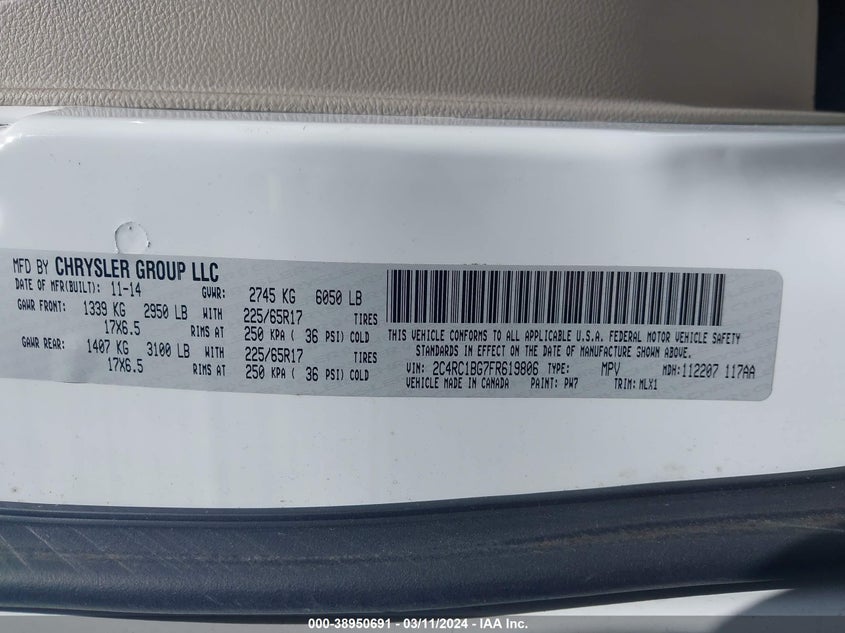 MFD BY CHRYSLER GROUP LLC
DATE OF MFR(BUILT): 11-14 GVWR: 2745 KG 6050 LB
GAWR FRONT: 1339 KG 2950 LB WITH 225/65R17 TIRES
17X6.5 RIMS AT 250 KPA ( 36 PSI) COLD
GAWR REAR: 1407 KG 3100 LB WITH 225/65R17 TIRES
17X6.5 RIMS AT 250 KPA ( 36 PSI) COLD
THIS VEHICLE CONFORMS TO ALL APPLICABLE U.S.A. FEDERAL MOTOR VEHICLE SAFETY
STANDARDS IN EFFECT ON THE DATE OF MANUFACTURE SHOWN ABOVE.
VIN: 2C4RC1BG7FR619806 TYPE: MPV MDH:112207 117AA
VEHICLE MADE IN CANADA PAINT: PW7 TRIM: MLX1
000-38950691 - 03/11/2024 - IAA Inc.